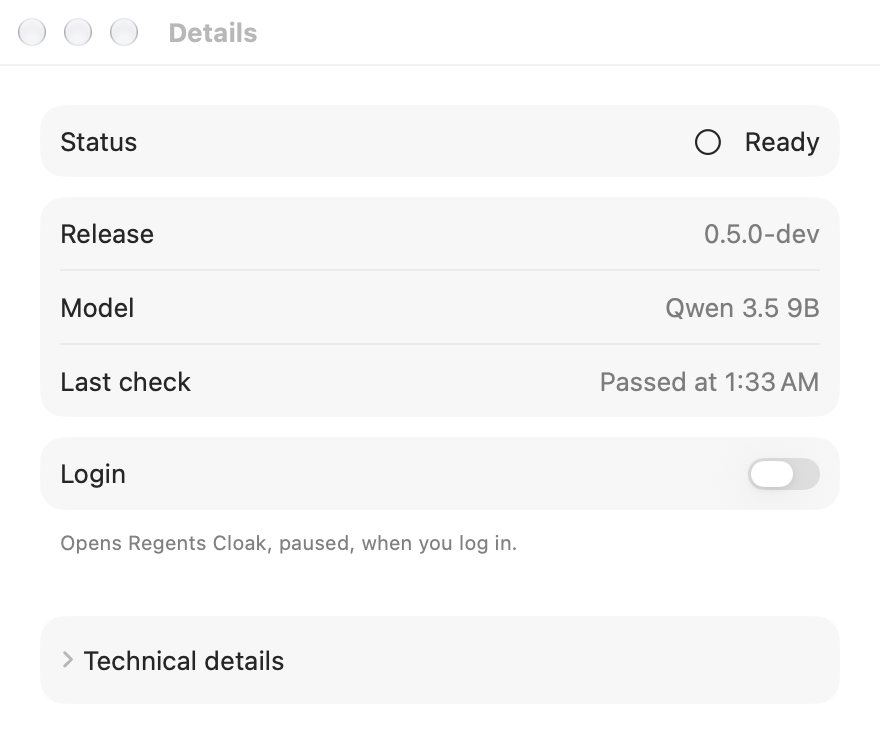 Details
Status Ready
Release 0.5.0-dev
Model Qwen 3.5 9B
Last check Passed at 1:33 AM
Login
Opens Regents Cloak, paused, when you log in.
Technical details